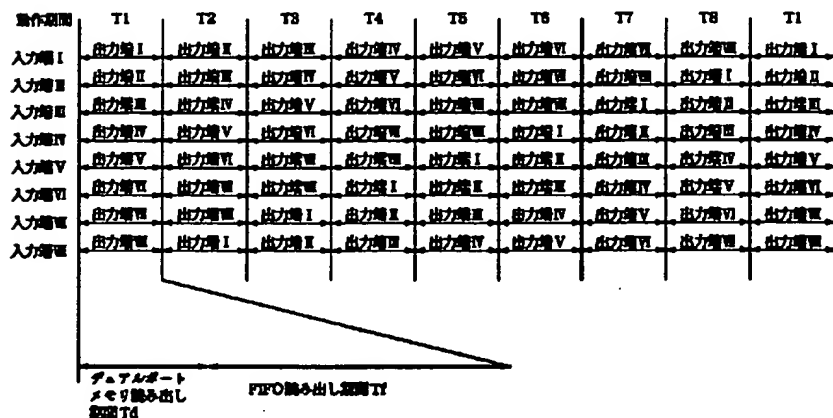 動作期間 T1 T2 T3 T4 T5 T6 T7 T8 T1
入力端I 出力端I 出力端II 出力端III 出力端IV 出力端V 出力端VI 出力端VII 出力端VIII 出力端I
入力端II 出力端II 出力端III 出力端IV 出力端V 出力端VI 出力端VII 出力端VIII 出力端I 出力端II
入力端III 出力端III 出力端IV 出力端V 出力端VI 出力端VII 出力端VIII 出力端I 出力端II 出力端III
入力端IV 出力端IV 出力端V 出力端VI 出力端VII 出力端VIII 出力端I 出力端II 出力端III 出力端IV
入力端V 出力端V 出力端VI 出力端VII 出力端VIII 出力端I 出力端II 出力端III 出力端IV 出力端V
入力端VI 出力端VI 出力端VII 出力端VIII 出力端I 出力端II 出力端III 出力端IV 出力端V 出力端VI
入力端VII 出力端VII 出力端VIII 出力端I 出力端II 出力端III 出力端IV 出力端V 出力端VI 出力端VII
入力端VIII 出力端VIII 出力端I 出力端II 出力端III 出力端IV 出力端V 出力端VI 出力端VII 出力端VIII
デュアルポート
メモリ読み出し
期間Td
FIFO読み出し期間Tf